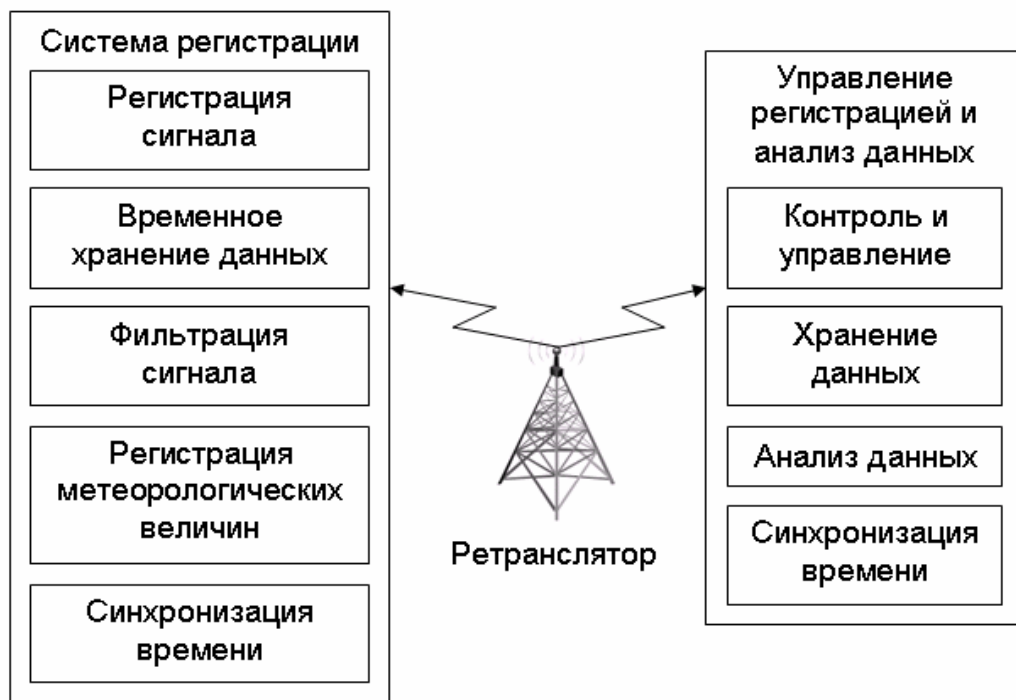 Система регистрации
Регистрация
сигнала
Временное
хранение данных
Фильтрация
сигнала
Регистрация
метеорологических
величин
Синхронизация
времени
Ретранслятор
Управление
регистрацией и
анализ данных
Контроль и
управление
Хранение
данных
Анализ данных
Синхронизация
времени